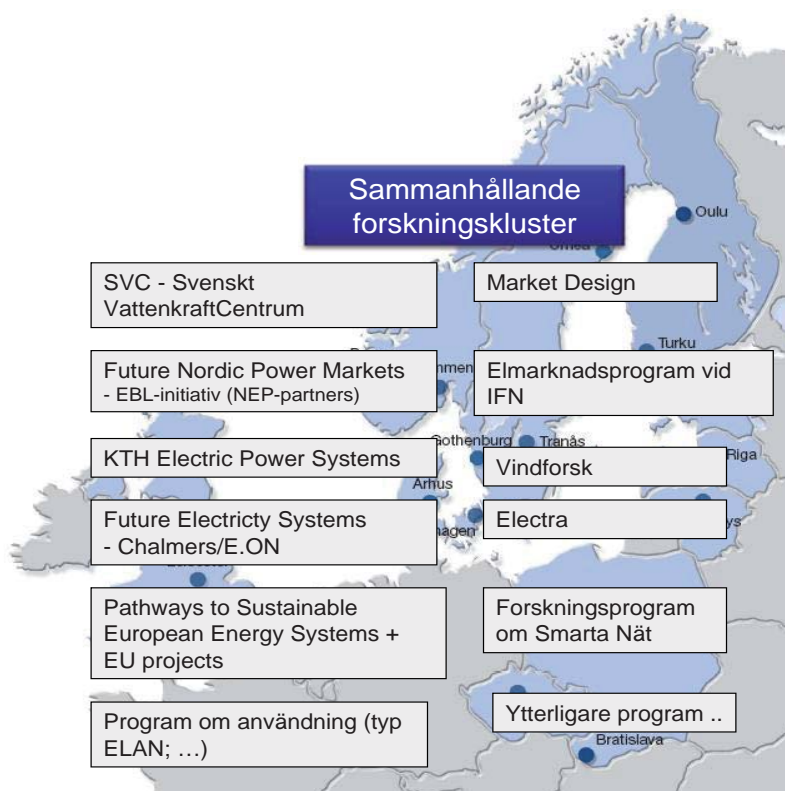 Sammanhållande
forskningskluster
Oulu
SVC - Svenskt
VattenkraftCentrum
Market Design
Turku
Future Nordic Power Markets
- EBL-initiativ (NEP-partners)
Elmarknadsprogram vid
IFN
Gothenburg
Tranås
KTH Electric Power Systems
Vindforsk
Riga
Arhus
Future Electricty Systems
- Chalmers/E.ON
Electra
Pathways to Sustainable
European Energy Systems +
EU projects
Forskningsprogram
om Smarta Nät
Program om användning (typ
ELAN; …)
Ytterligare program ..
Bratislava